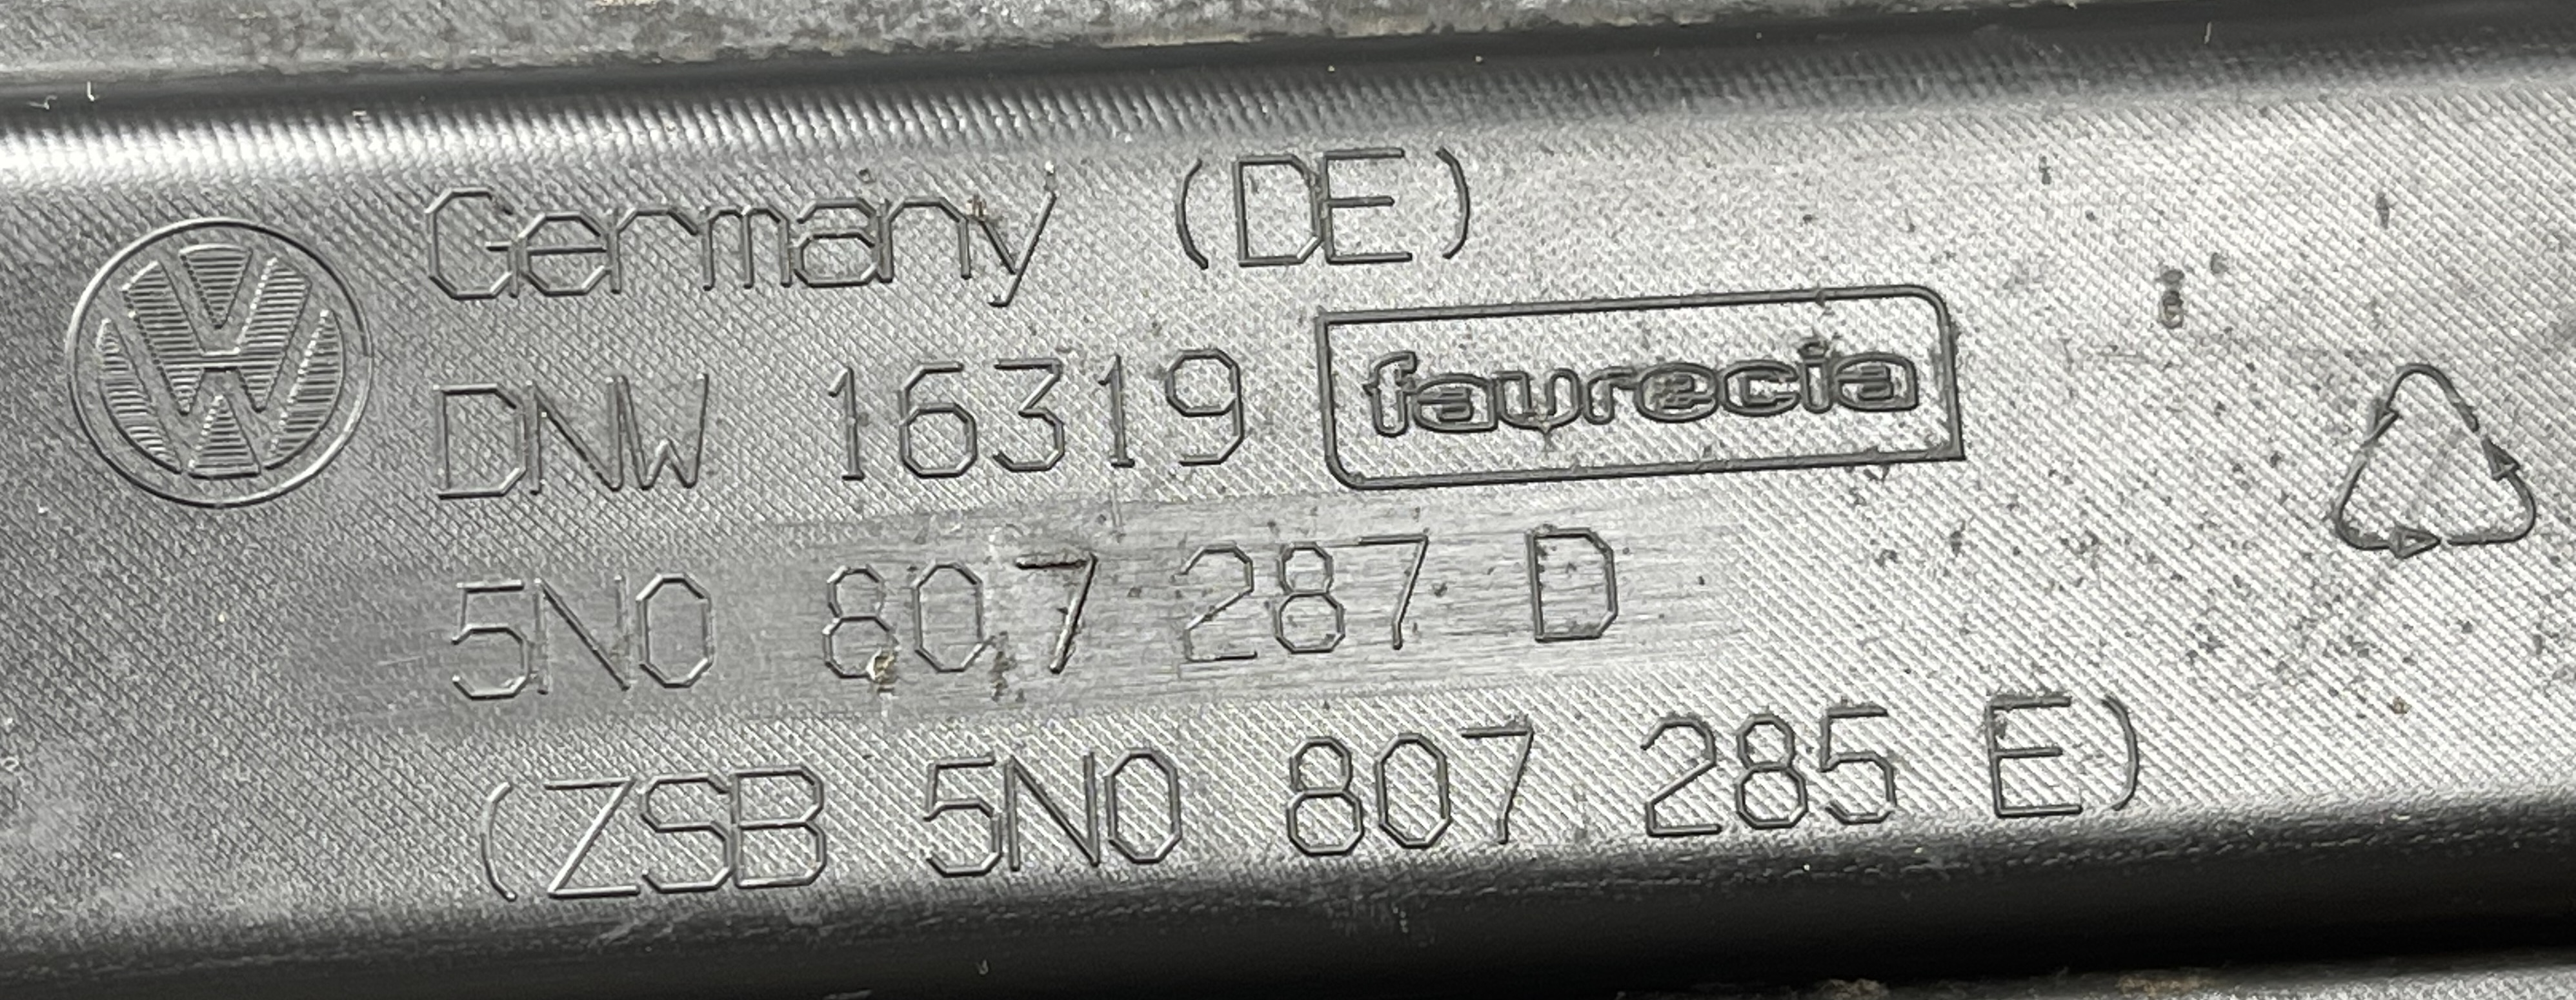 Germany (DE)
DNW 16319 faurecia
5N0 807 287 D
(ZSB 5N0 807 285 E)